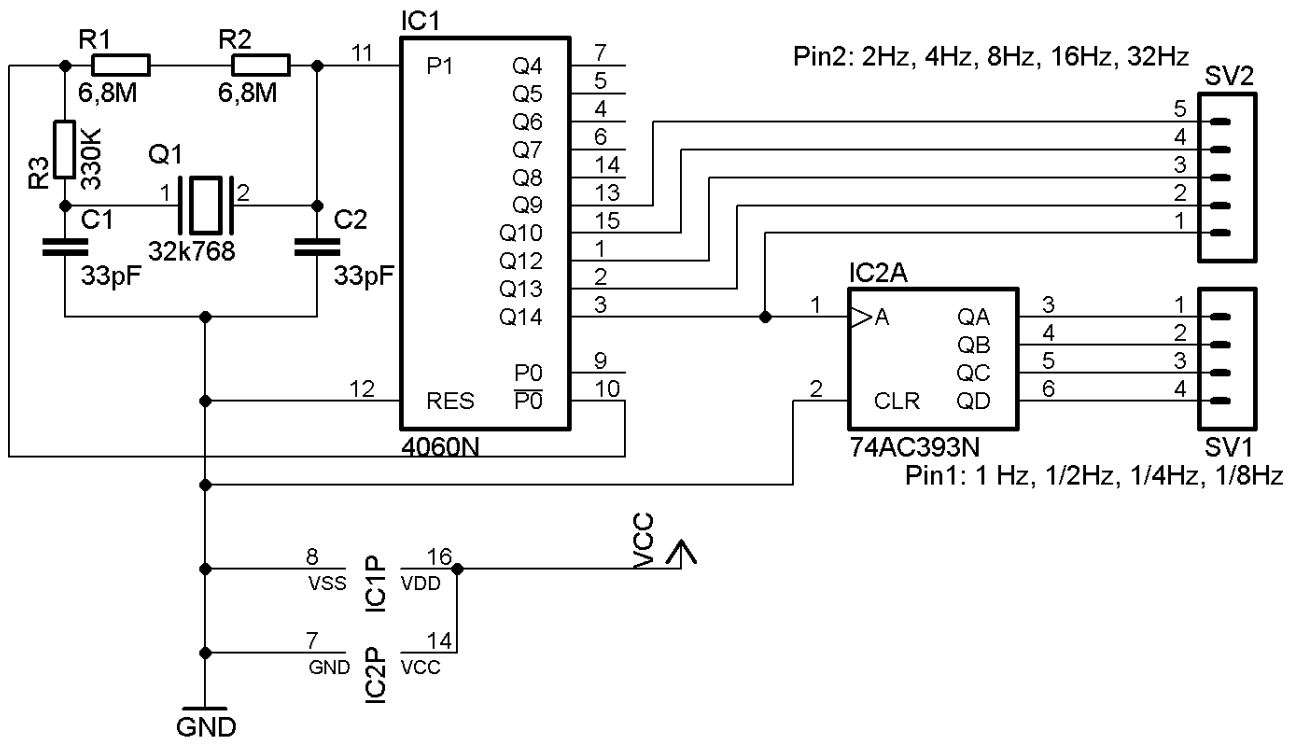 IC1
R1
R2
6,8M
6,8M
R3
330K
Q1
1
2
32k768
C1
33pF
C2
33pF
11
P1
12
RES
Q4
7
Q5
5
Q6
4
Q7
6
Q8
14
Q9
13
Q10
15
Q12
1
Q13
2
Q14
3
P0
9
P0
10
4060N
Pin2: 2Hz, 4Hz, 8Hz, 16Hz, 32Hz
SV2
5
4
3
2
1
IC2A
1
A
2
CLR
QA
3
QB
4
QC
5
QD
6
74AC393N
1
2
3
4
SV1
Pin1: 1 Hz, 1/2Hz, 1/4Hz, 1/8Hz
VCC
8
VSS
IC1P
16
VDD
7
GND
IC2P
14
VCC
GND